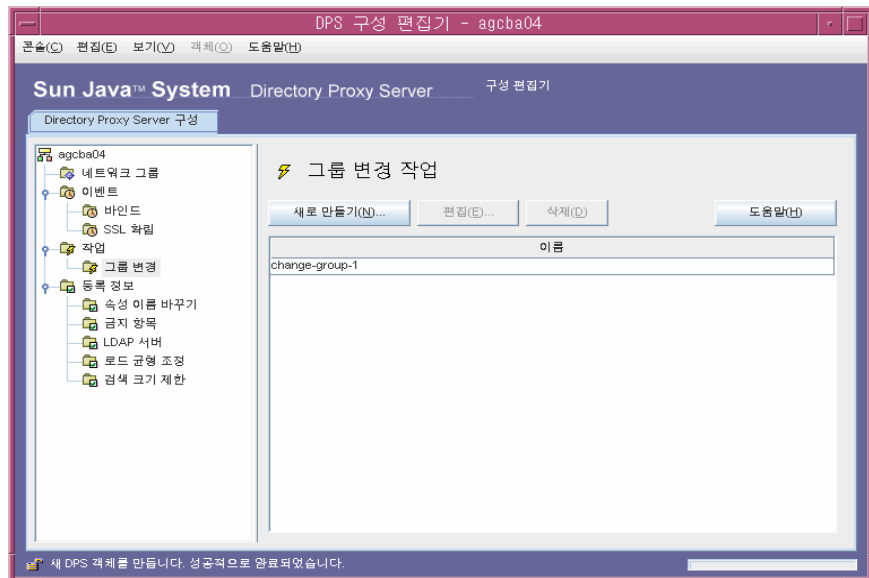 DPS 구성 편집기 - agcba04
콘솔(C) 편집(E) 보기(V) 객체(O) 도움말(H)
Sun Java™ System Directory Proxy Server 구성 편집기
Directory Proxy Server 구성
agcba04
네트워크 그룹
이벤트
바인드
SSL 확립
작업
그룹 변경
등록 정보
속성 이름 바꾸기
금지 항목
LDAP 서버
로드 균형 조정
검색 크기 제한
그룹 변경 작업
새로 만들기(N)... 편집(E)... 삭제(D) 도움말(H)
이름
change-group-1
새 DPS 객체를 만듭니다. 성공적으로 완료되었습니다.